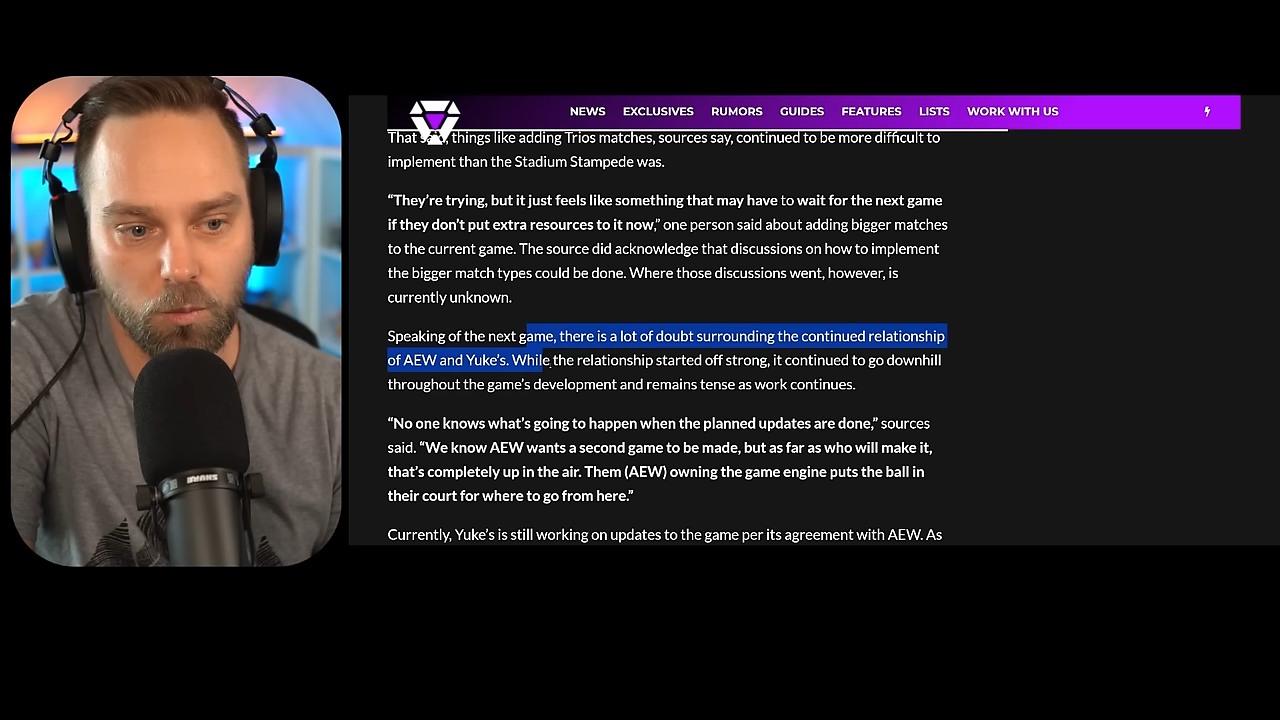 NEWS EXCLUSIVES RUMORS GUIDES FEATURES LISTS WORK WITH US
That said, things like adding Trios matches, sources say, continued to be more difficult to
implement than the Stadium Stampede was.
“They’re trying, but it just feels like something that may have to wait for the next game
if they don’t put extra resources to it now,” one person said about adding bigger matches
to the current game. The source did acknowledge that discussions on how to implement
the bigger match types could be done. Where those discussions went, however, is
currently unknown.
Speaking of the next game, there is a lot of doubt surrounding the continued relationship
of AEW and Yuke’s. While the relationship started off strong, it continued to go downhill
throughout the game’s development and remains tense as work continues.
“No one knows what’s going to happen when the planned updates are done,” sources
said. “We know AEW wants a second game to be made, but as far as who will make it,
that’s completely up in the air. Them (AEW) owning the game engine puts the ball in
their court for where to go from here.”
Currently, Yuke’s is still working on updates to the game per its agreement with AEW. As
SHURE